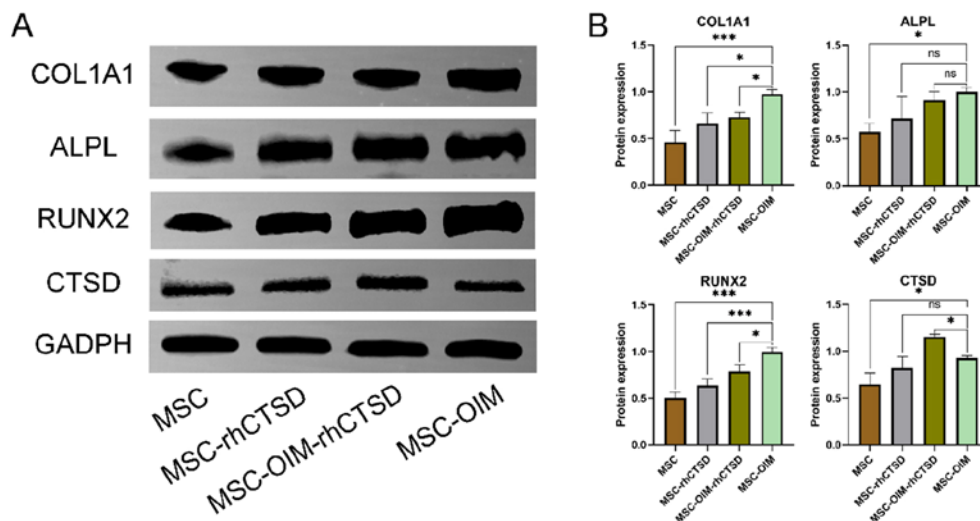 A
COL1A1
ALPL
RUNX2
CTSD
GADPH
MSC
MSC-rhCTSD
MSC-OIM-rhCTSD
MSC-OIM
B
COL1A1
***
*
*
Protein expression
1.5
1.0
0.5
0.0
MSC
MSC-rhCTSD
MSC-OIM-rhCTSD
MSC-OIM
ALPL
*
ns
ns
Protein expression
1.5
1.0
0.5
0.0
MSC
MSC-rhCTSD
MSC-OIM-rhCTSD
MSC-OIM
RUNX2
***
***
*
Protein expression
1.5
1.0
0.5
0.0
MSC
MSC-rhCTSD
MSC-OIM-rhCTSD
MSC-OIM
CTSD
*
ns
*
Protein expression
1.5
1.0
0.5
0.0
MSC
MSC-rhCTSD
MSC-OIM-rhCTSD
MSC-OIM